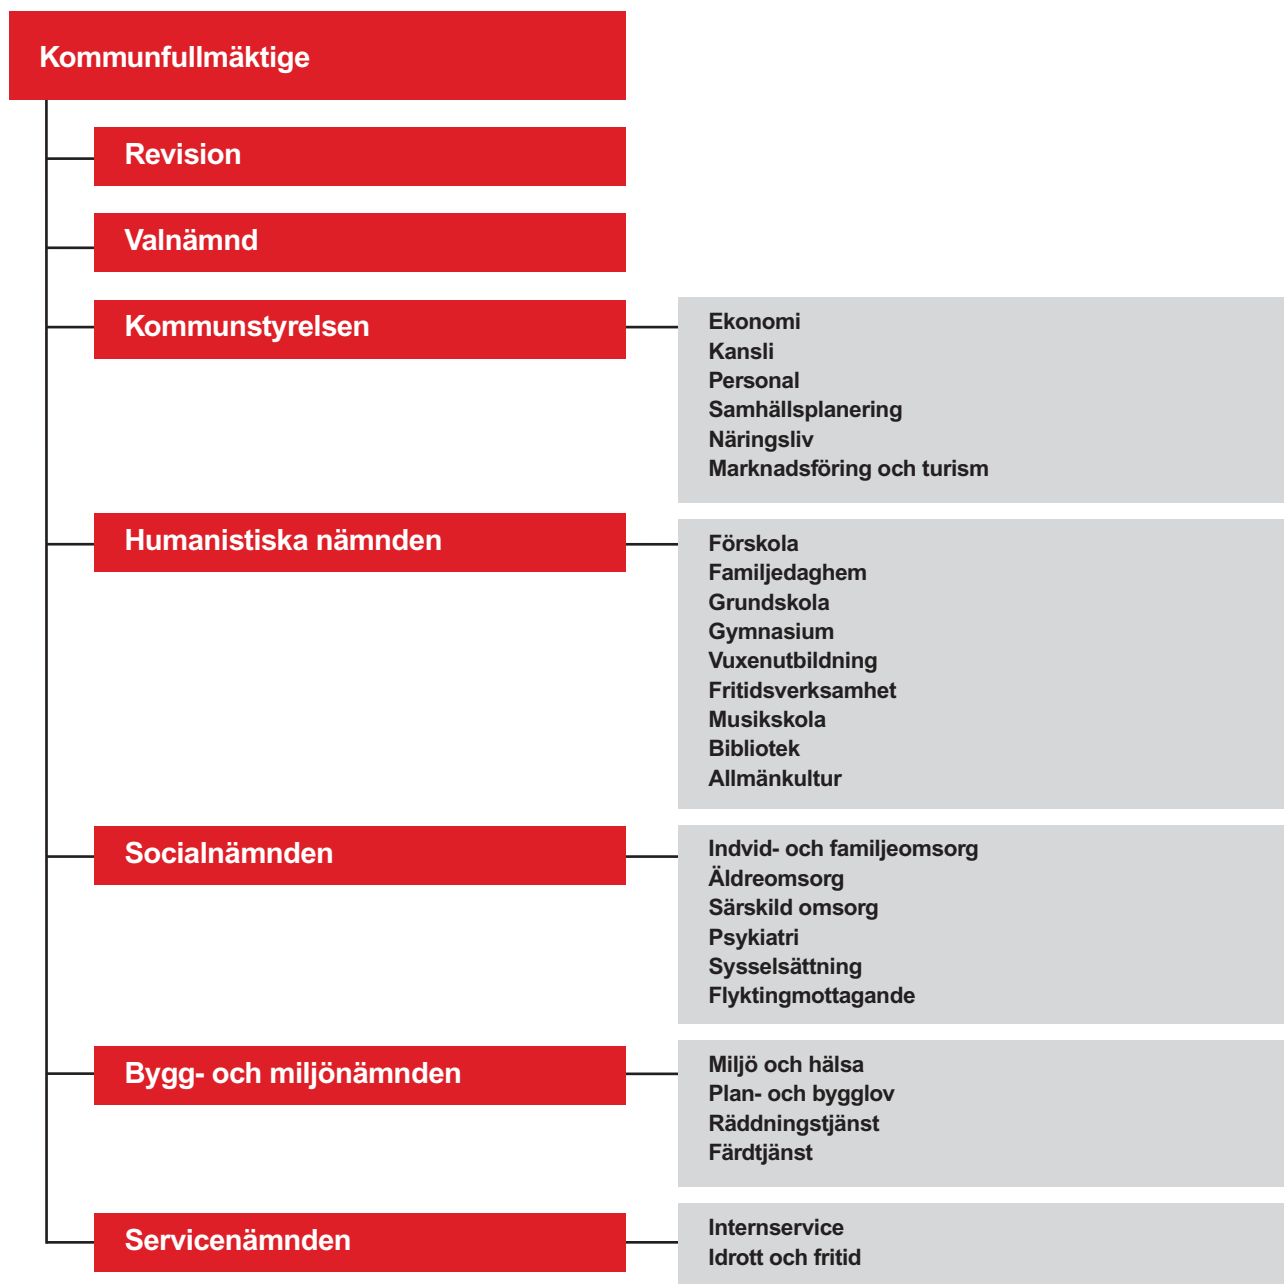 Kommunfullmäktige
Revision
Valnämnd
Kommunstyrelsen
Ekonomi
Kansli
Personal
Samhällsplanering
Näringsliv
Marknadsföring och turism
Humanistiska nämnden
Förskola
Familjedaghem
Grundskola
Gymnasium
Vuxenutbildning
Fritidsverksamhet
Musikskola
Bibliotek
Allmänkultur
Socialnämnden
Indvid- och familjeomsorg
Äldreomsorg
Särskild omsorg
Psykiatri
Sysselsättning
Flyktingmottagande
Bygg- och miljönämnden
Miljö och hälsa
Plan- och bygglov
Räddningstjänst
Färdtjänst
Servicenämnden
Internservice
Idrott och fritid